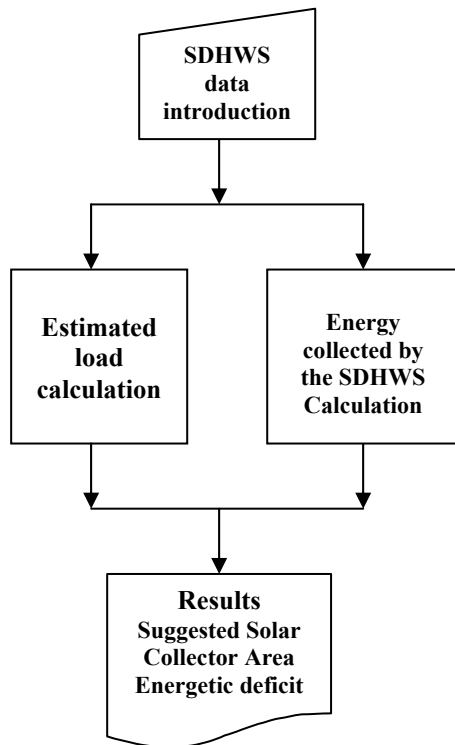 SDHWS
data
introduction
Estimated
load
calculation
Energy
collected by
the SDHWS
Calculation
Results
Suggested Solar
Collector Area
Energetic deficit